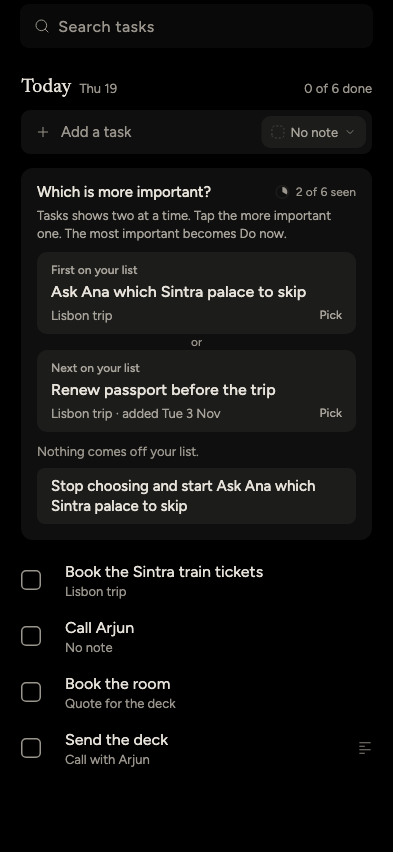 Search tasks
Today Thu 19
0 of 6 done
Add a task
No note
Which is more important?
2 of 6 seen
Tasks shows two at a time. Tap the more important
one. The most important becomes Do now.
First on your list
Ask Ana which Sintra palace to skip
Lisbon trip
Pick
or
Next on your list
Renew passport before the trip
Lisbon trip · added Tue 3 Nov
Pick
Nothing comes off your list.
Stop choosing and start Ask Ana which
Sintra palace to skip
Book the Sintra train tickets
Lisbon trip
Call Arjun
No note
Book the room
Quote for the deck
Send the deck
Call with Arjun